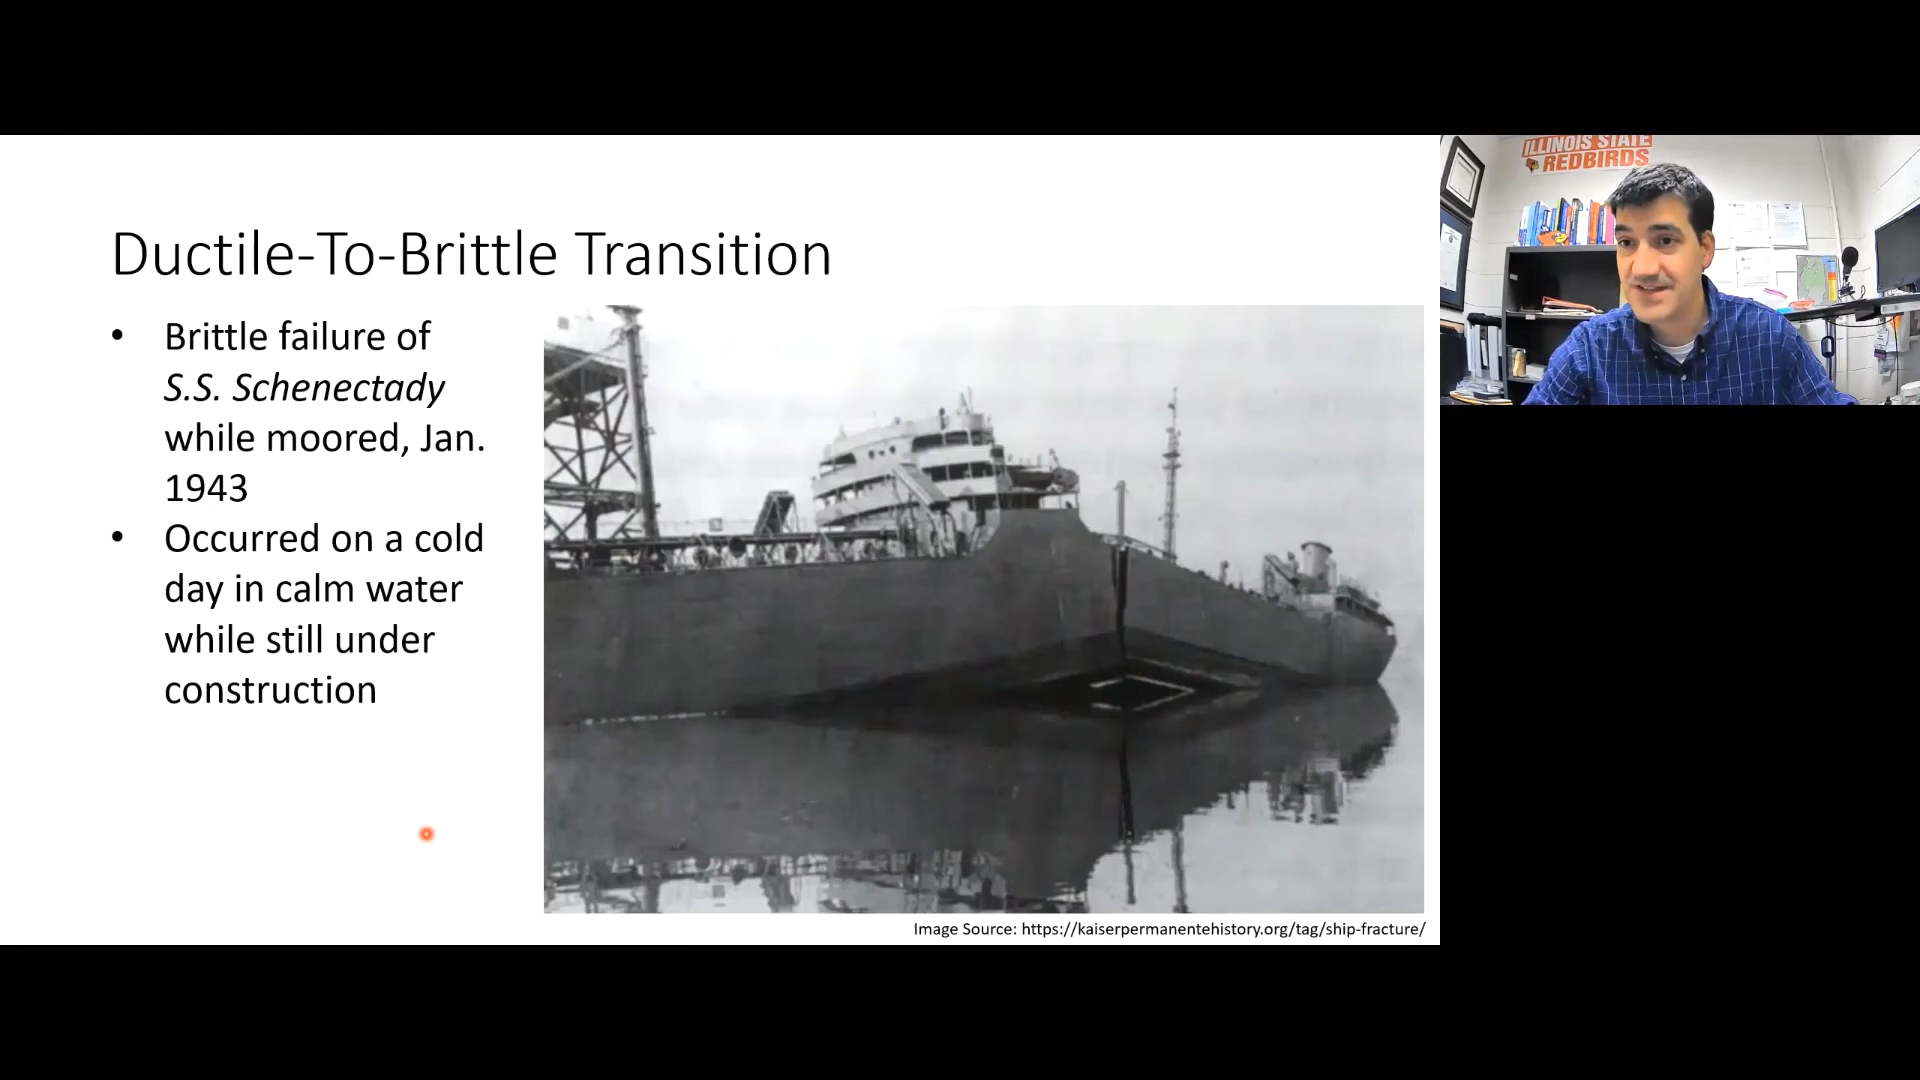 Ductile-To-Brittle Transition
• Brittle failure of
S.S. Schenectady
while moored, Jan.
1943
• Occurred on a cold
day in calm water
while still under
construction
Image Source: https://kaiserpermanentehistory.org/tag/ship-fracture/
ILLINOIS STATE
REDBIRDS